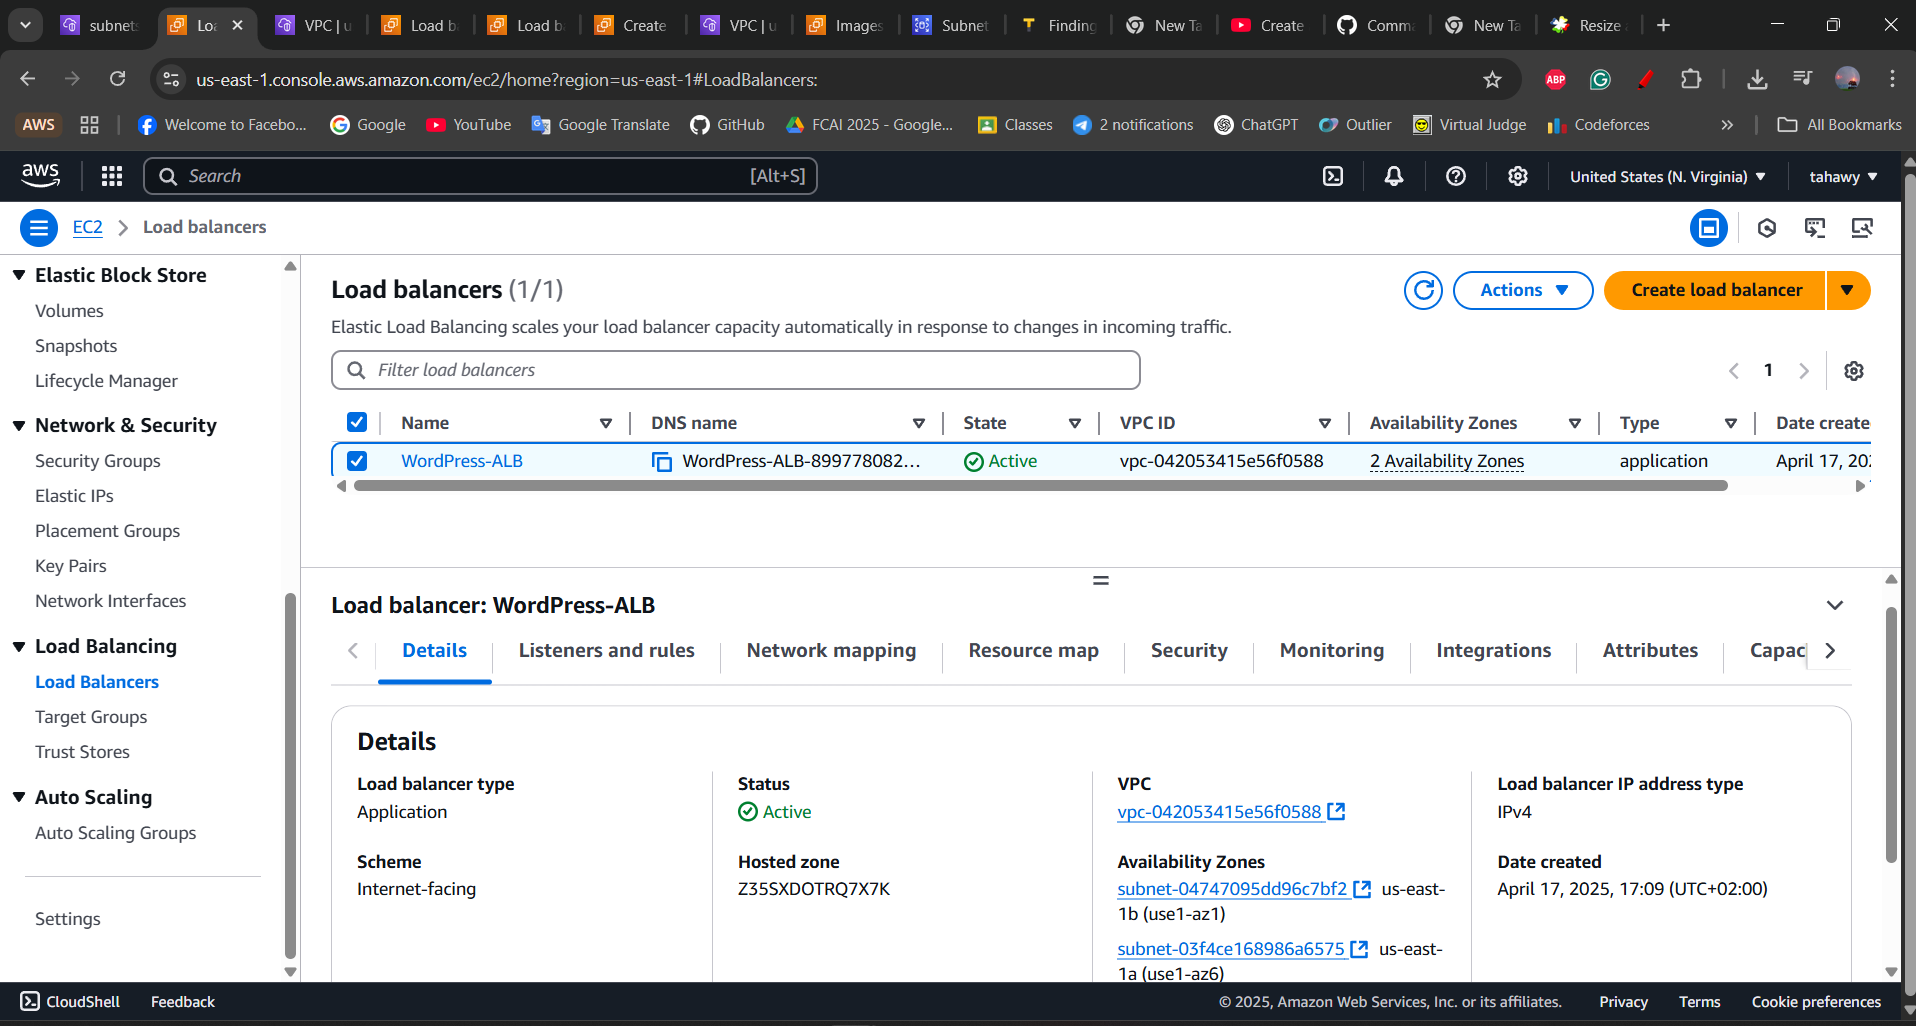 subnets
Loa
VPC | u
Load b
Load b
Create
VPC | u
Images
Subnet
Finding
New Ta
Create
Comma
New Ta
Resize
us-east-1.console.aws.amazon.com/ec2/home?region=us-east-1#LoadBalancers:
ABP
AWS
Welcome to Facebo...
Google
YouTube
Google Translate
GitHub
FCAI 2025 - Google...
Classes
2 notifications
ChatGPT
Outlier
Virtual Judge
Codeforces
All Bookmarks
aws
Search
[Alt+S]
United States (N. Virginia)
tahawy
EC2
Load balancers
Elastic Block Store
Volumes
Snapshots
Lifecycle Manager
Network & Security
Security Groups
Elastic IPs
Placement Groups
Key Pairs
Network Interfaces
Load Balancing
Load Balancers
Target Groups
Trust Stores
Auto Scaling
Auto Scaling Groups
Settings
Load balancers (1/1)
Actions
Create load balancer
Elastic Load Balancing scales your load balancer capacity automatically in response to changes in incoming traffic.
Filter load balancers
1
Name
DNS name
State
VPC ID
Availability Zones
Type
Date create
WordPress-ALB
WordPress-ALB-899778082...
Active
vpc-042053415e56f0588
2 Availability Zones
application
April 17, 202
Load balancer: WordPress-ALB
Details
Listeners and rules
Network mapping
Resource map
Security
Monitoring
Integrations
Attributes
Capac
Details
Load balancer type
Application
Status
Active
VPC
vpc-042053415e56f0588
Load balancer IP address type
IPv4
Scheme
Internet-facing
Hosted zone
Z35SXDOTRQ7X7K
Availability Zones
subnet-04747095dd96c7bf2 us-east-
1b (use1-az1)
subnet-03f4ce168986a6575 us-east-
1a (use1-az6)
Date created
April 17, 2025, 17:09 (UTC+02:00)
CloudShell
Feedback
© 2025, Amazon Web Services, Inc. or its affiliates.
Privacy
Terms
Cookie preferences